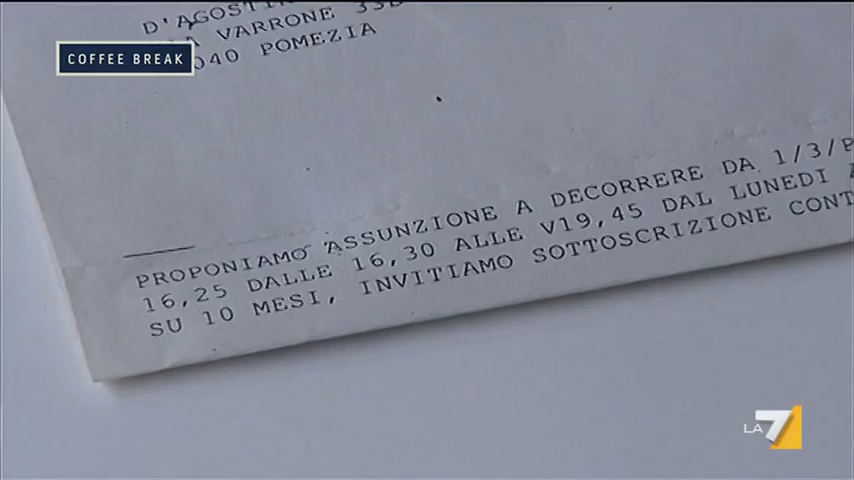 D'AGOSTIN
VARRONE 33
COFFEE BREAK
040 POMEZIA
PROPONIAMO ASSUNZIONE A DECORRERE DA 1/3/P
16,25 DALLE 16,30 ALLE V19,45 DAL LUNEDI A
SU 10 MESI, INVITIAMO SOTTOSCRIZIONE CONT
LA7